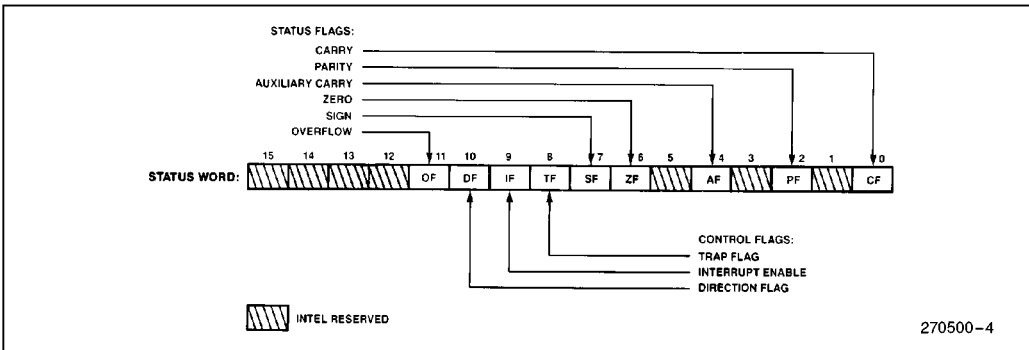 STATUS FLAGS:
CARRY
PARITY
AUXILIARY CARRY
ZERO
SIGN
OVERFLOW
15 14 13 12 11 10 9 8 7 6 5 4 3 2 1 0
STATUS WORD: OF DF IF TF SF ZF AF PF CF
CONTROL FLAGS:
TRAP FLAG
INTERRUPT ENABLE
DIRECTION FLAG
INTEL RESERVED
270500-4